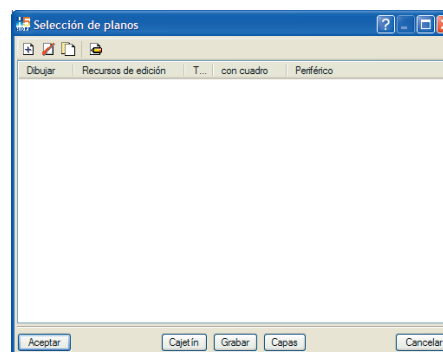 Selección de planos
Dibujar Recursos de edición T... con cuadro Periférico
Aceptar Cajetín Grabar Capas Cancelar